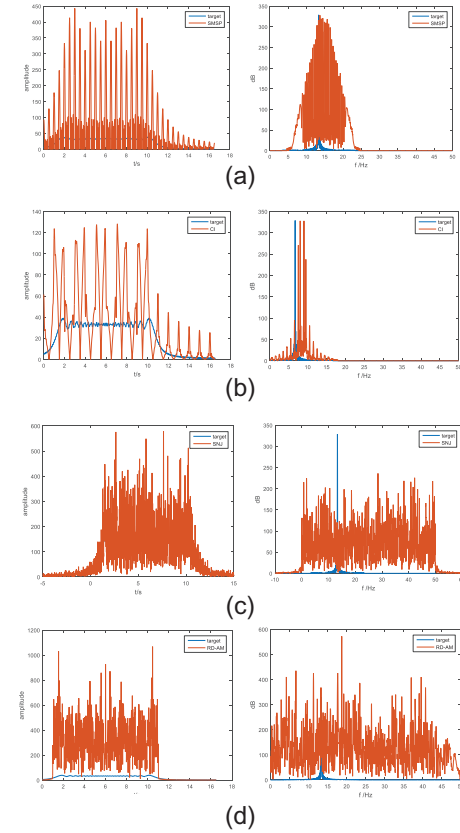 450
400
350
300
250
200
150
100
50
0
amplitude
0 2 4 6 8 10 12 14 16 18
t/s
target
SMSP
350
300
250
200
150
100
50
0
dB
0 5 10 15 20 25 30 35 40 45 50
f /Hz
target
SMSP
(a)
140
120
100
80
60
40
20
0
amplitude
0 2 4 6 8 10 12 14 16 18
t/s
target
CI
350
300
250
200
150
100
50
0
dB
0 5 10 15 20 25 30 35 40 45 50
f /Hz
target
CI
(b)
600
500
400
300
200
100
0
amplitude
-5 0 5 10 15
t/s
target
SNJ
350
300
250
200
150
100
50
0
dB
-10 0 10 20 30 40 50 60
f /Hz
target
SNJ
(c)
1200
1000
800
600
400
200
0
amplitude
0 2 4 6 8 10 12 14 16 18
target
RD-AM
600
500
400
300
200
100
0
dB
0 5 10 15 20 25 30 35 40 45 50
f /Hz
target
RD-AM
(d)